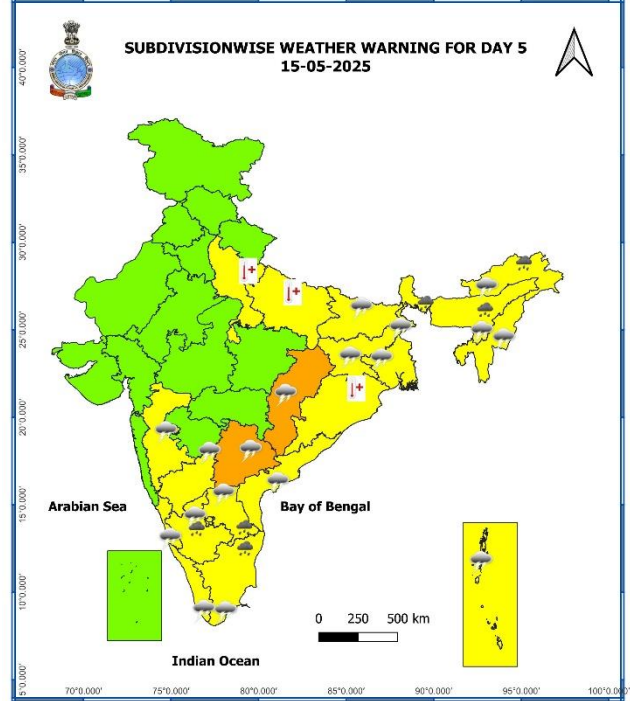 SUBDIVISIONWISE WEATHER WARNING FOR DAY 5
15-05-2025
40°0.000'
35°0.000'
30°0.000'
25°0.000'
20°0.000'
15°0.000'
10°0.000'
5°0.000'
Arabian Sea
Bay of Bengal
0 250 500 km
Indian Ocean
70°0.000' 75°0.000' 80°0.000' 85°0.000' 90°0.000' 95°0.000' 100°0.000'